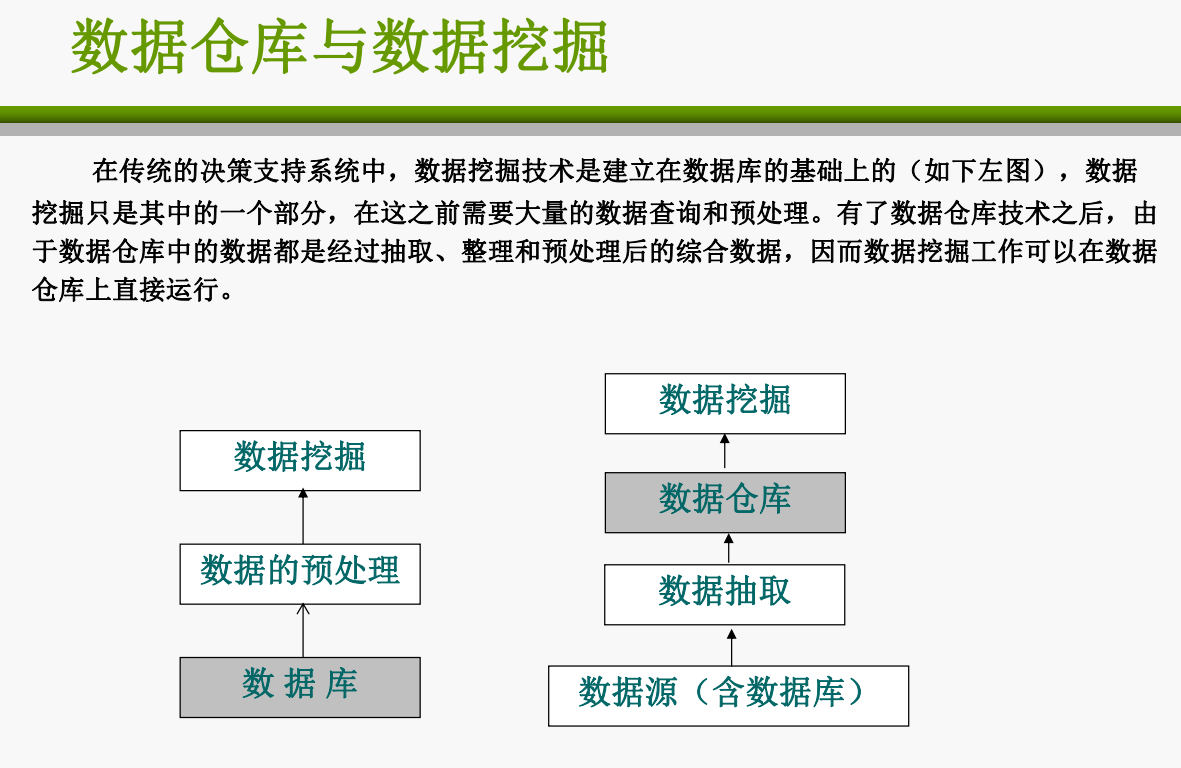 数据仓库与数据挖掘
在传统的决策支持系统中，数据挖掘技术是建立在数据库的基础上的（如下左图），数据
挖掘只是其中的一个部分，在这之前需要大量的数据查询和预处理。有了数据仓库技术之后，由
于数据仓库中的数据都是经过抽取、整理和预处理后的综合数据，因而数据挖掘工作可以在数据
仓库上直接运行。
数据挖掘
数据的预处理
数 据 库
数据挖掘
数据仓库
数据抽取
数据源（含数据库）